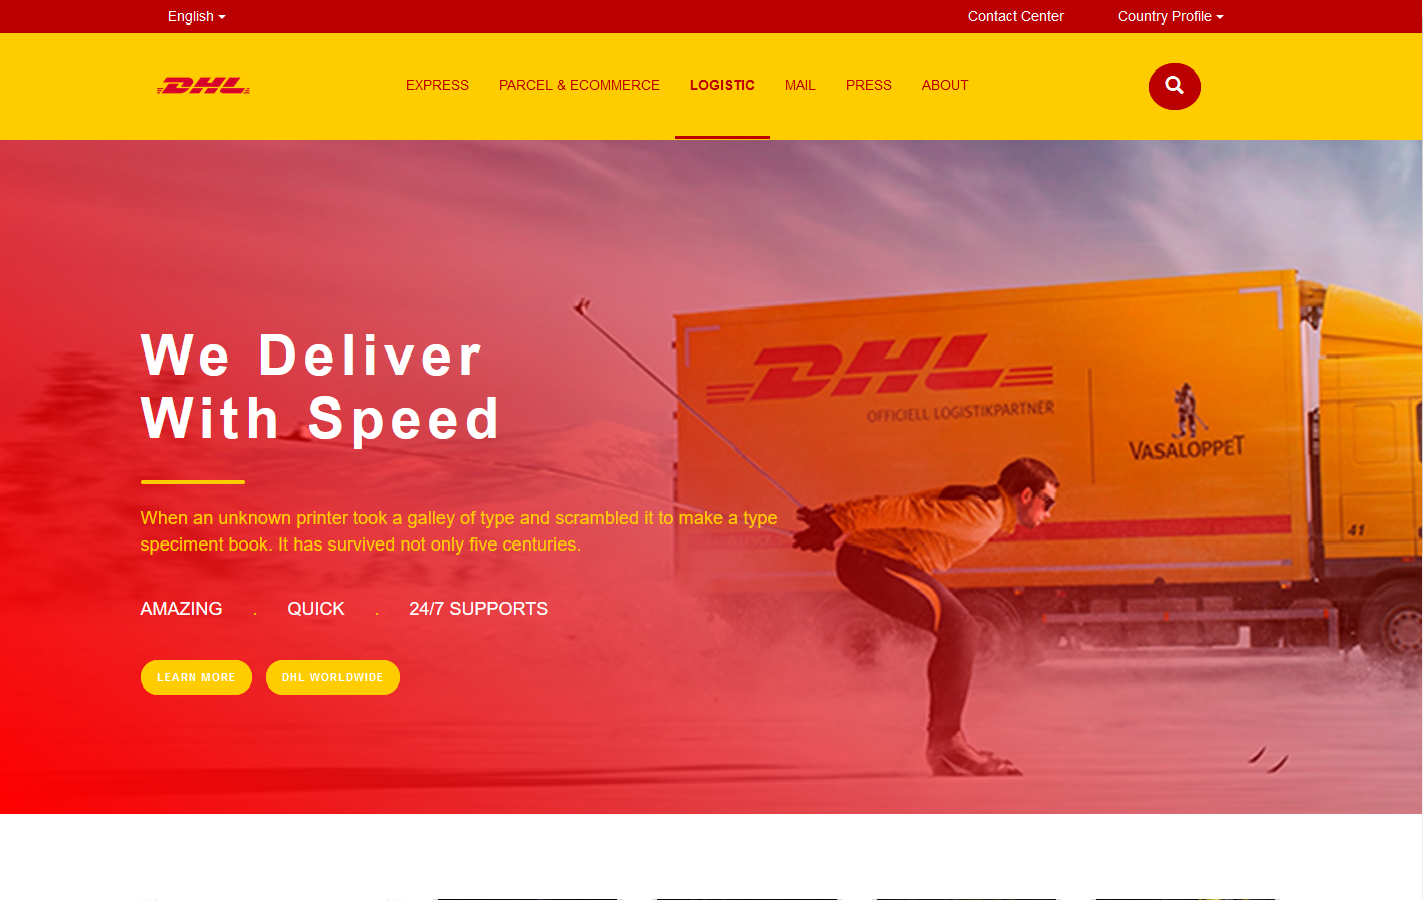 English
Contact Center
Country Profile
DHL
EXPRESS
PARCEL & ECOMMERCE
LOGISTIC
MAIL
PRESS
ABOUT
We Deliver
With Speed
When an unknown printer took a galley of type and scrambled it to make a type
speciment book. It has survived not only five centuries.
AMAZING . QUICK . 24/7 SUPPORTS
LEARN MORE
DHL WORLDWIDE
DHL
OFFICIELL LOGISTIKPARTNER
VASALOPPET
41